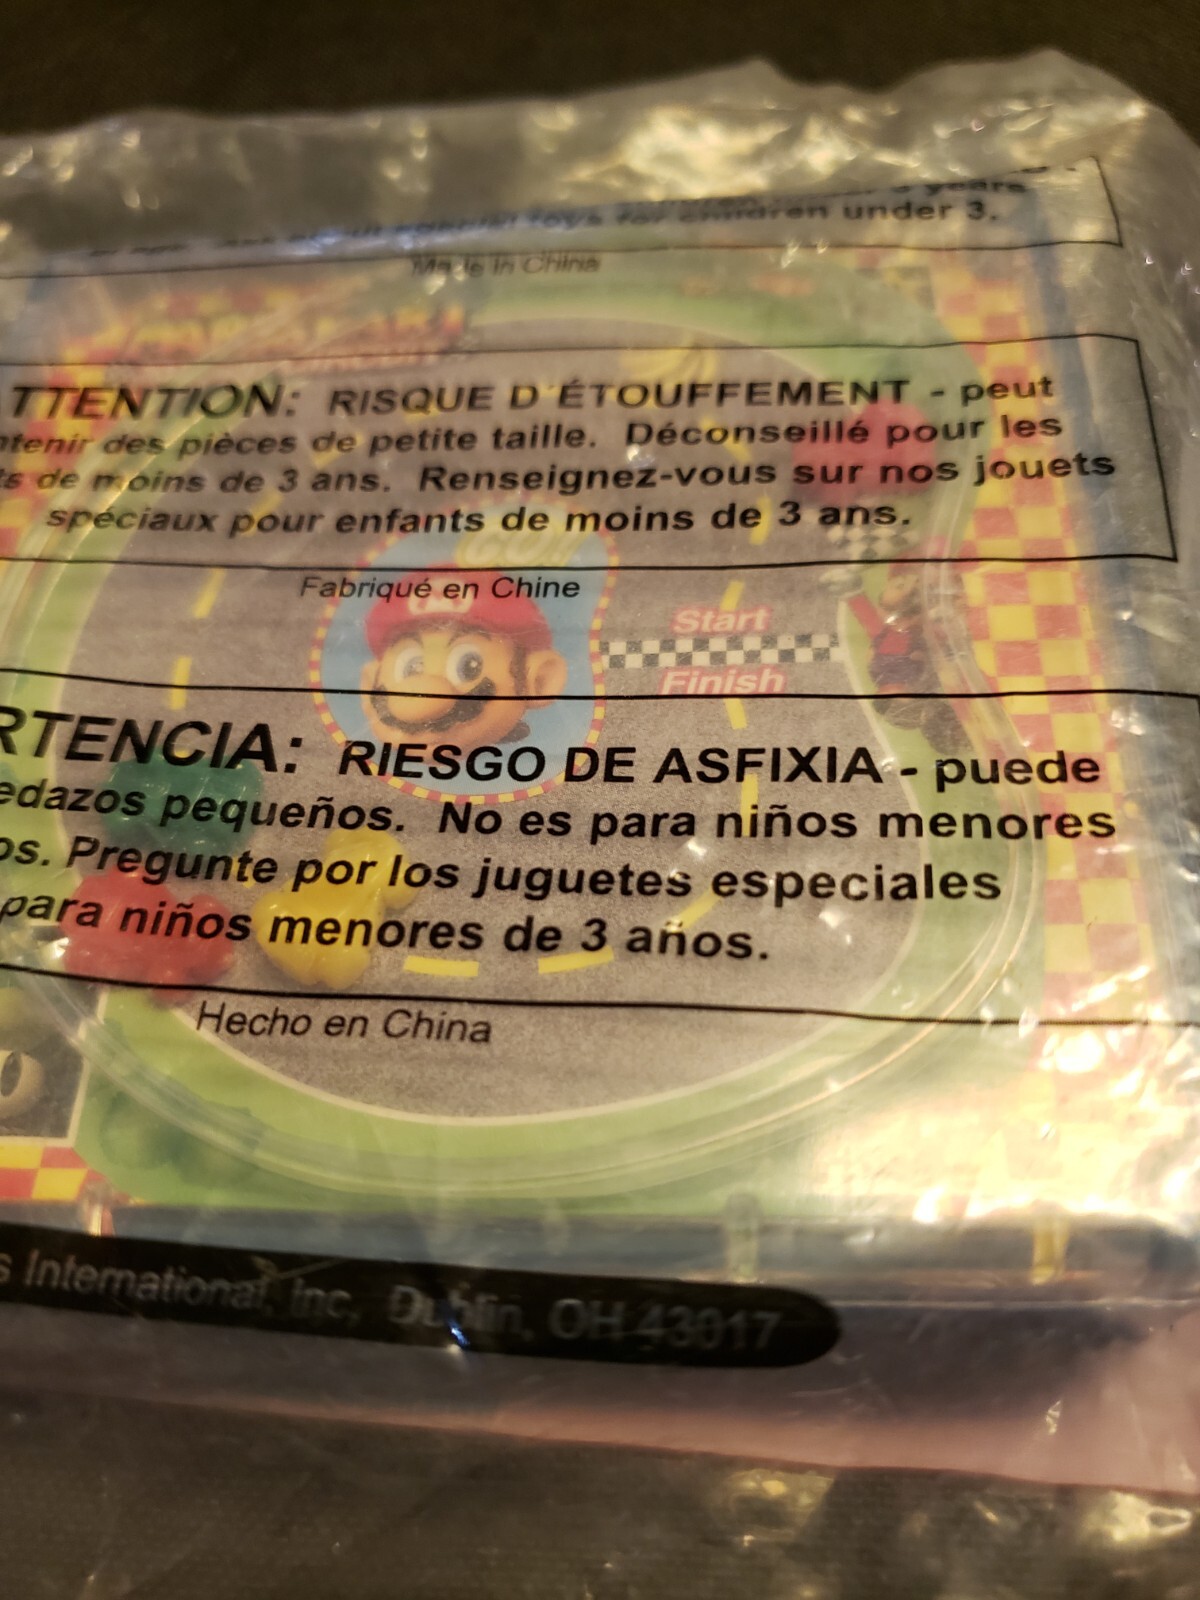 years
toys for children under 3.
Made in China
TTENTION: RISQUE D'ÉTOUFFEMENT - peut
ntenir des pièces de petite taille. Déconseillé pour les
ts de moins de 3 ans. Renseignez-vous sur nos jouets
spéciaux pour enfants de moins de 3 ans.
Fabriqué en Chine
Start
Finish
RTENCIA: RIESGO DE ASFIXIA - puede
edazos pequeños. No es para niños menores
os. Pregunte por los juguetes especiales
para niños menores de 3 años.
Hecho en China
s International, Inc, Dublin, OH 43017